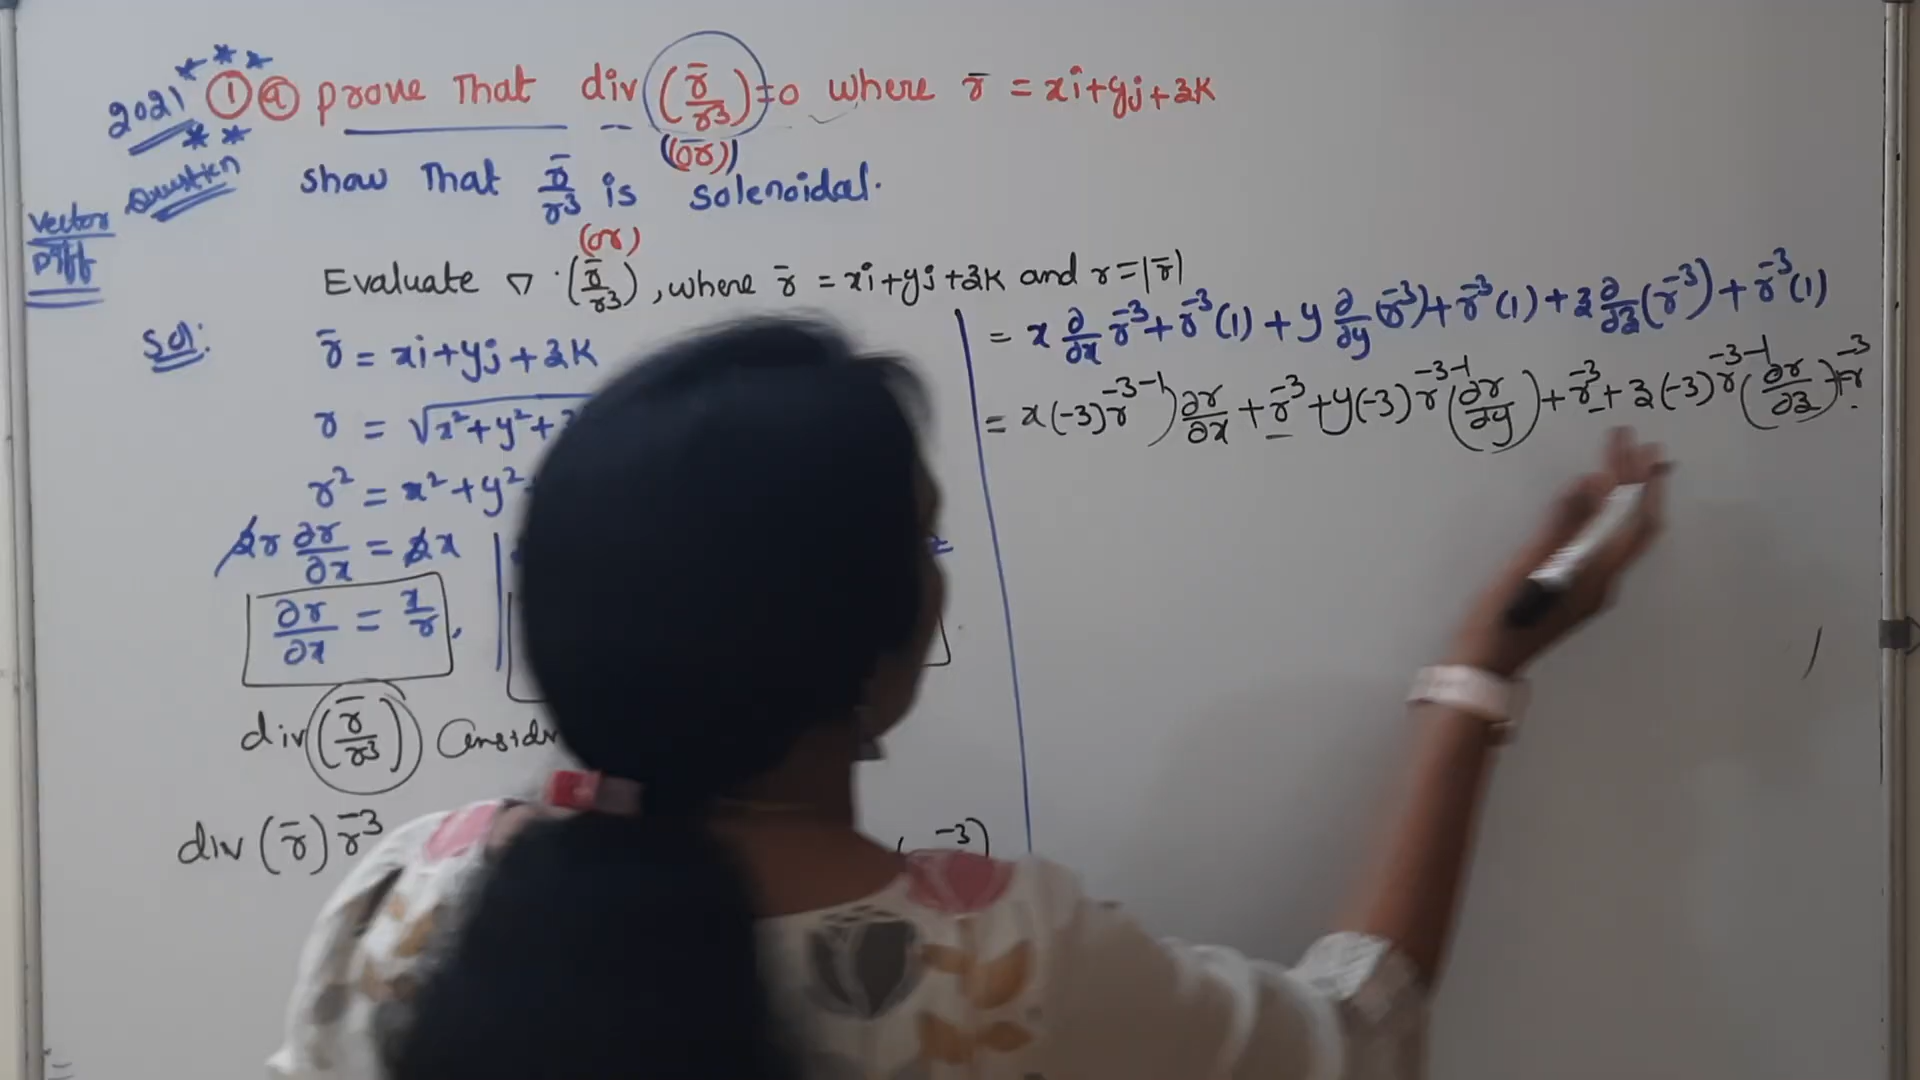 2021 ① ⓐ prove That div (r̄/r³)=0 where r̄ = xi+yj+zk
Question
((or))
Vector
Diff
show That r̄/r³ is solenoidal.
(or)
Evaluate ▽ · (r̄/r³), where r̄ = xi+yj+zk and r=|r̄|
Sol:
r̄ = xi+yj+zk
r = √x²+y²+
r² = x²+y²
2r ∂r/∂x = 2x
∂r/∂x = x/r,
div (r̄/r³)
div (r̄) r⁻³
= x ∂/∂x r⁻³ + r⁻³(1) + y ∂/∂y (r⁻³) + r⁻³(1) + z ∂/∂z (r⁻³) + r⁻³(1)
= x(-3) r⁻³⁻¹) ∂r/∂x + r⁻³ + y(-3) r⁻³⁻¹ (∂r/∂y) + r⁻³ + z(-3) r⁻³⁻¹ (∂r/∂z) + r⁻³